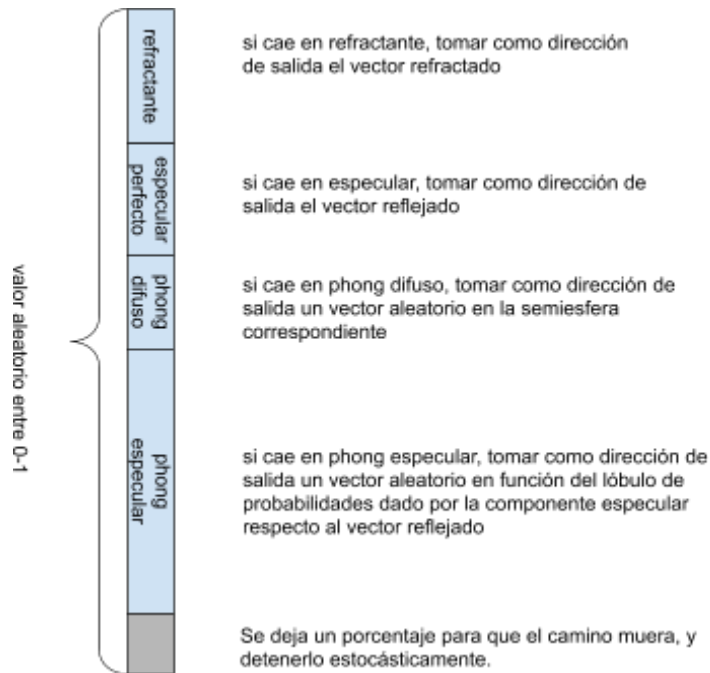 valor aleatorio entre 0-1
refractante
si cae en refractante, tomar como dirección
de salida el vector refractado
especular
perfecto
si cae en especular, tomar como dirección de
salida el vector reflejado
phong
difuso
si cae en phong difuso, tomar como dirección de
salida un vector aleatorio en la semiesfera
correspondiente
phong
especular
si cae en phong especular, tomar como dirección de
salida un vector aleatorio en función del lóbulo de
probabilidades dado por la componente especular
respecto al vector reflejado
Se deja un porcentaje para que el camino muera, y
detenerlo estocásticamente.